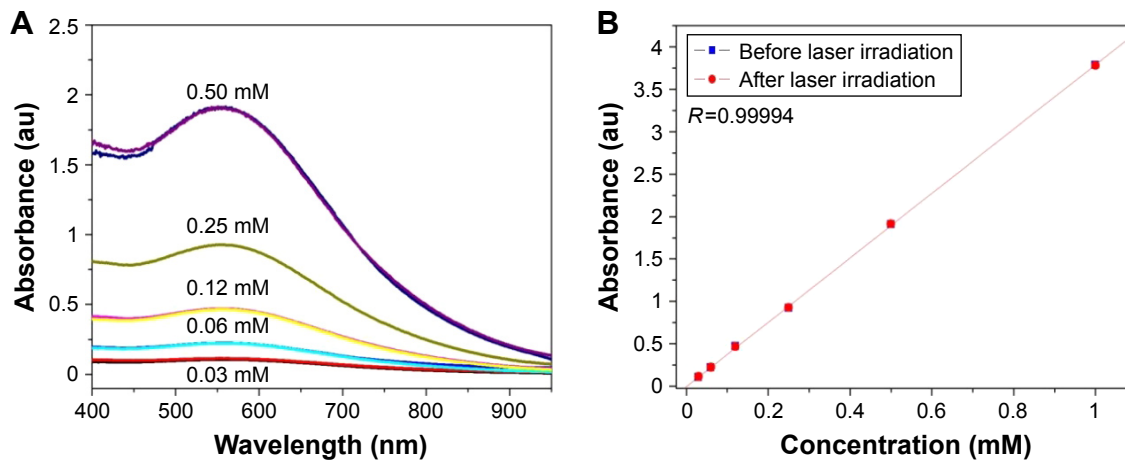 A
2.5
2
1.5
1
0.5
0
Absorbance (au)
0.50 mM
0.25 mM
0.12 mM
0.06 mM
0.03 mM
400 500 600 700 800 900
Wavelength (nm)
B
4
3.5
3
2.5
2
1.5
1
0.5
0
Absorbance (au)
Before laser irradiation
After laser irradiation
R=0.99994
0 0.2 0.4 0.6 0.8 1
Concentration (mM)